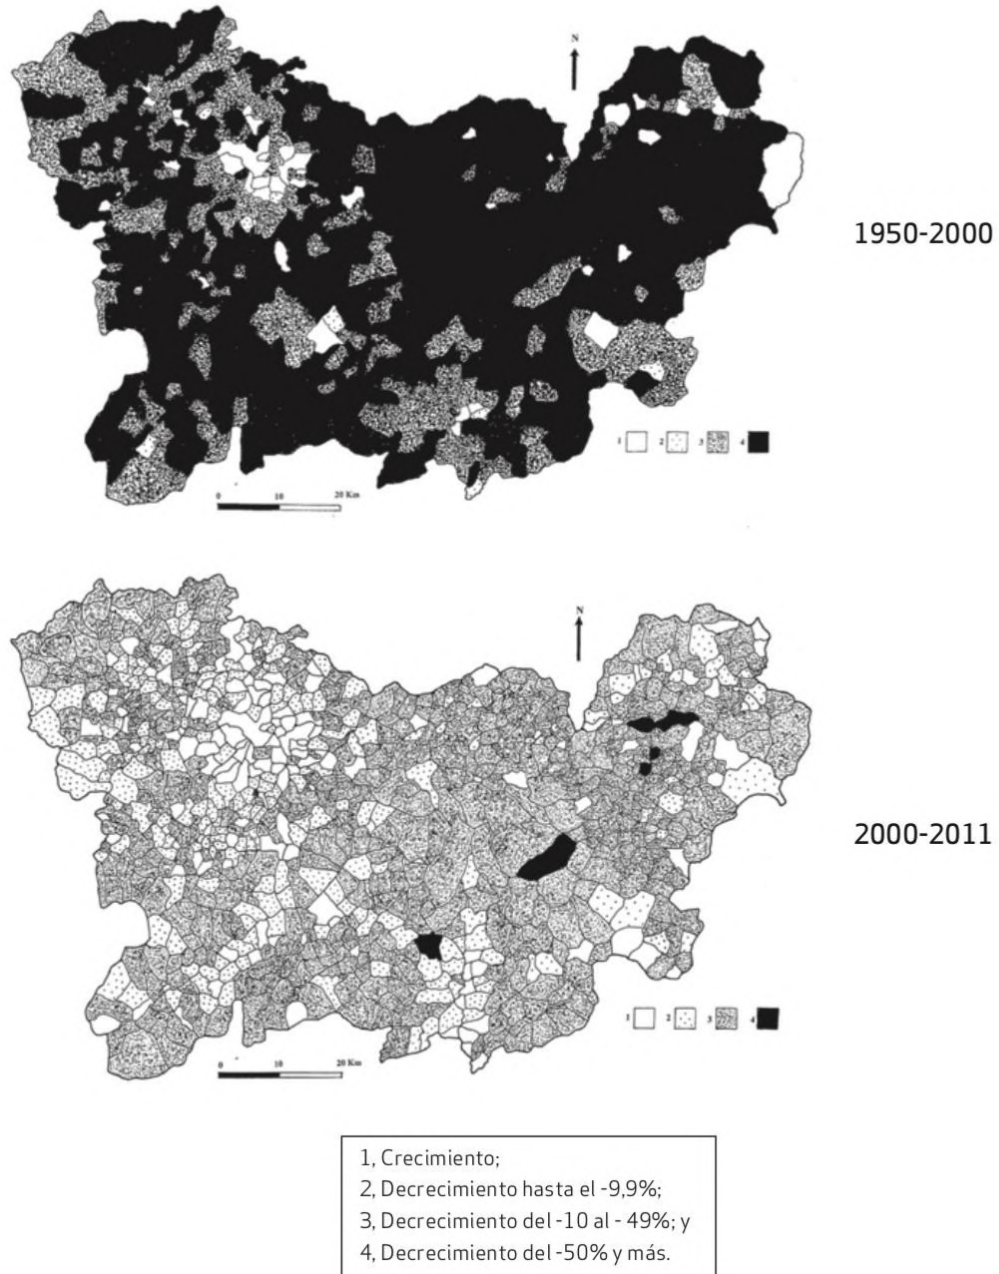 N
1950-2000
1 2 3 4
0 10 20 Km
N
2000-2011
1 2 3 4
0 10 20 Km
1, Crecimiento;
2, Decrecimiento hasta el -9,9%;
3, Decrecimiento del -10 al - 49%; y
4, Decrecimiento del -50% y más.